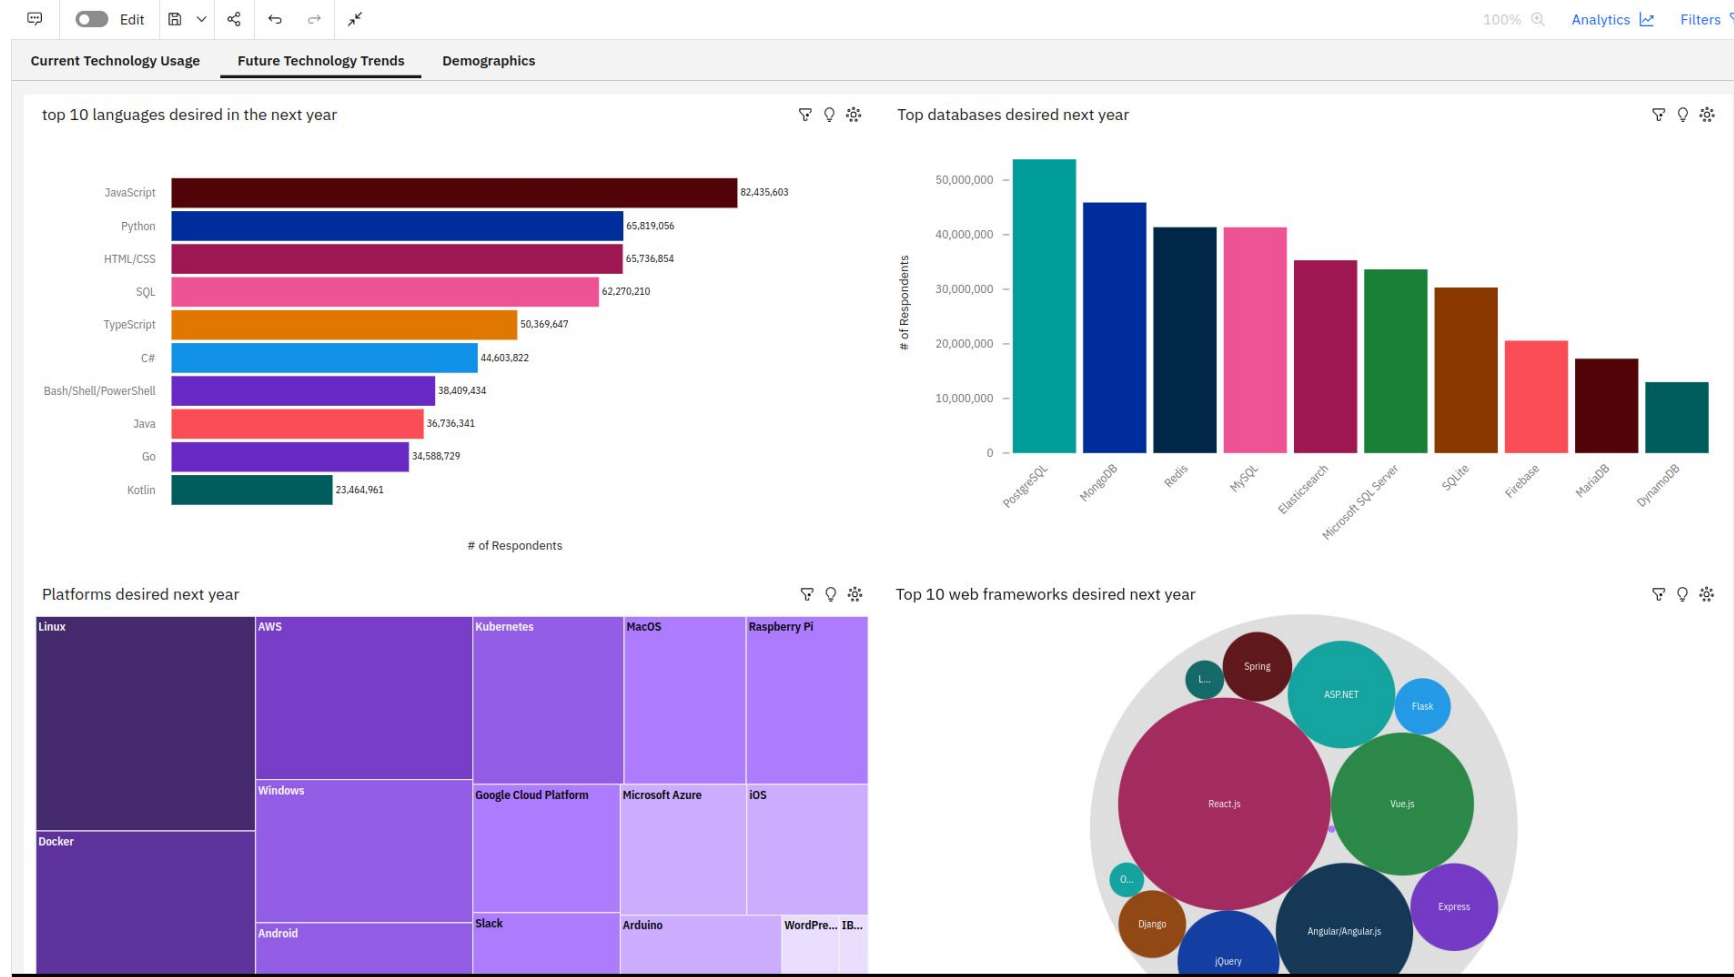 Edit
100%
Analytics
Filters
Current Technology Usage
Future Technology Trends
Demographics
top 10 languages desired in the next year
JavaScript
82,435,603
Python
65,819,056
HTML/CSS
65,736,854
SQL
62,270,210
TypeScript
50,369,647
C#
44,603,822
Bash/Shell/PowerShell
38,409,434
Java
36,736,341
Go
34,588,729
Kotlin
23,464,961
# of Respondents
Top databases desired next year
# of Respondents
50,000,000
40,000,000
30,000,000
20,000,000
10,000,000
0
PostgreSQL
MongoDB
Redis
MySQL
Elasticsearch
Microsoft SQL Server
SQLite
Firebase
MariaDB
DynamoDB
Platforms desired next year
Linux
AWS
Kubernetes
MacOS
Raspberry Pi
Windows
Google Cloud Platform
Microsoft Azure
iOS
Docker
Android
Slack
Arduino
WordPre...
IB...
Top 10 web frameworks desired next year
Spring
L...
ASP.NET
Flask
React.js
Vue.js
O...
Django
Express
Angular/Angular.js
jQuery